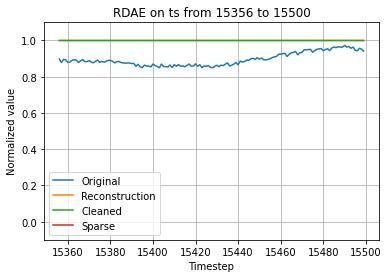 RDAE on ts from 15356 to 15500
Normalized value
1.0
0.8
0.6
0.4
0.2
0.0
Original
Reconstruction
Cleaned
Sparse
15360 15380 15400 15420 15440 15460 15480 15500
Timestep